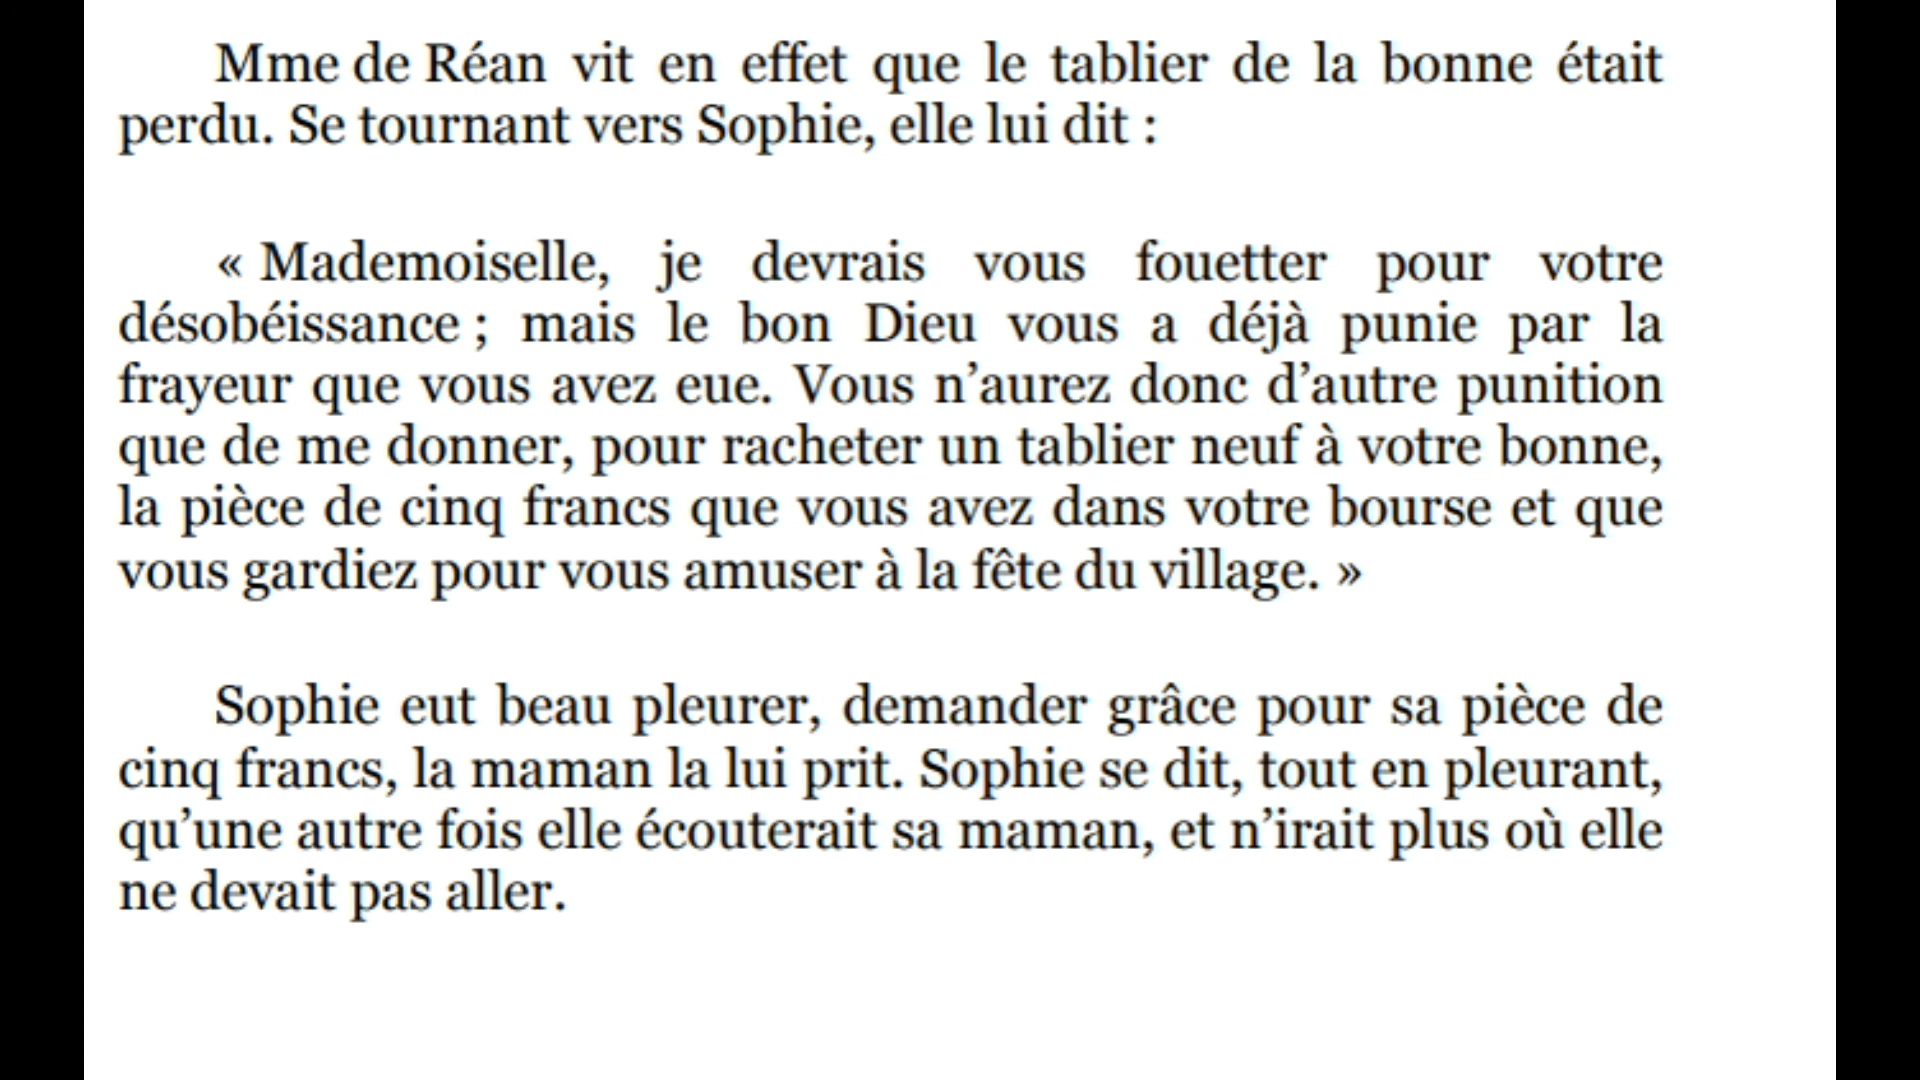 Mme de Réan vit en effet que le tablier de la bonne était
perdu. Se tournant vers Sophie, elle lui dit :
« Mademoiselle, je devrais vous fouetter pour votre
désobéissance ; mais le bon Dieu vous a déjà punie par la
frayeur que vous avez eue. Vous n’aurez donc d’autre punition
que de me donner, pour racheter un tablier neuf à votre bonne,
la pièce de cinq francs que vous avez dans votre bourse et que
vous gardiez pour vous amuser à la fête du village. »
Sophie eut beau pleurer, demander grâce pour sa pièce de
cinq francs, la maman la lui prit. Sophie se dit, tout en pleurant,
qu’une autre fois elle écouterait sa maman, et n’irait plus où elle
ne devait pas aller.